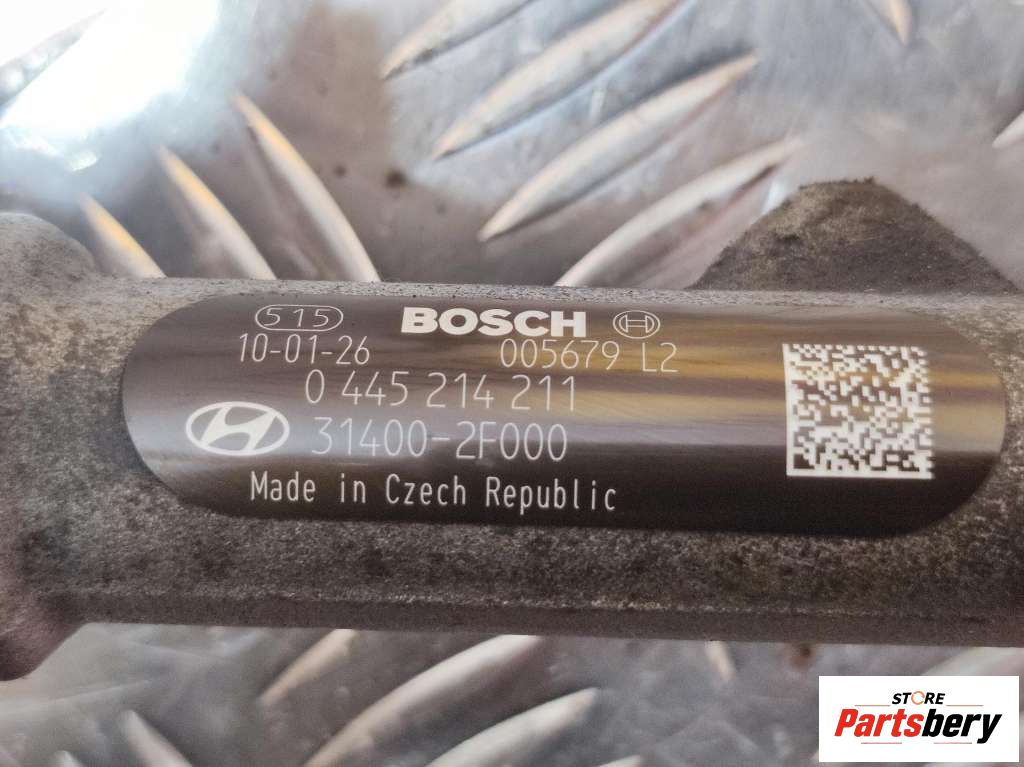 515 BOSCH
10-01-26 005679 L2
0 445 214 211
31400-2F000
Made in Czech Republic
STORE
Partsbery